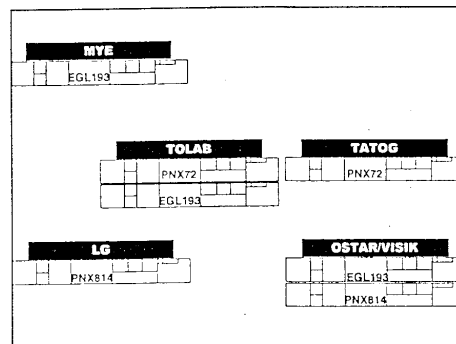 MYE
EGL193
TOLAB
PNX72
EGL193
TATOG
PNX72
LG
PNX814
OSTAR/VISIK
EGL193
PNX814